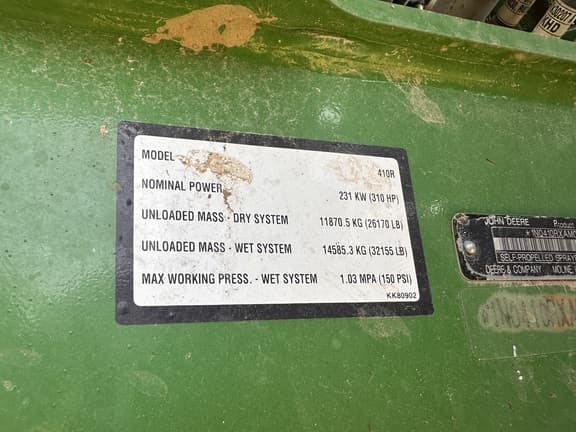 MODEL 410R
NOMINAL POWER 231 KW (310 HP)
UNLOADED MASS - DRY SYSTEM 11870.5 KG (26170 LB)
UNLOADED MASS - WET SYSTEM 14585.3 KG (32155 LB)
MAX WORKING PRESS. - WET SYSTEM 1.03 MPA (150 PSI)
KK80902
JOHN DEERE
SELF-PROPELLED
DEERE & COMPANY MOLINE,
HD